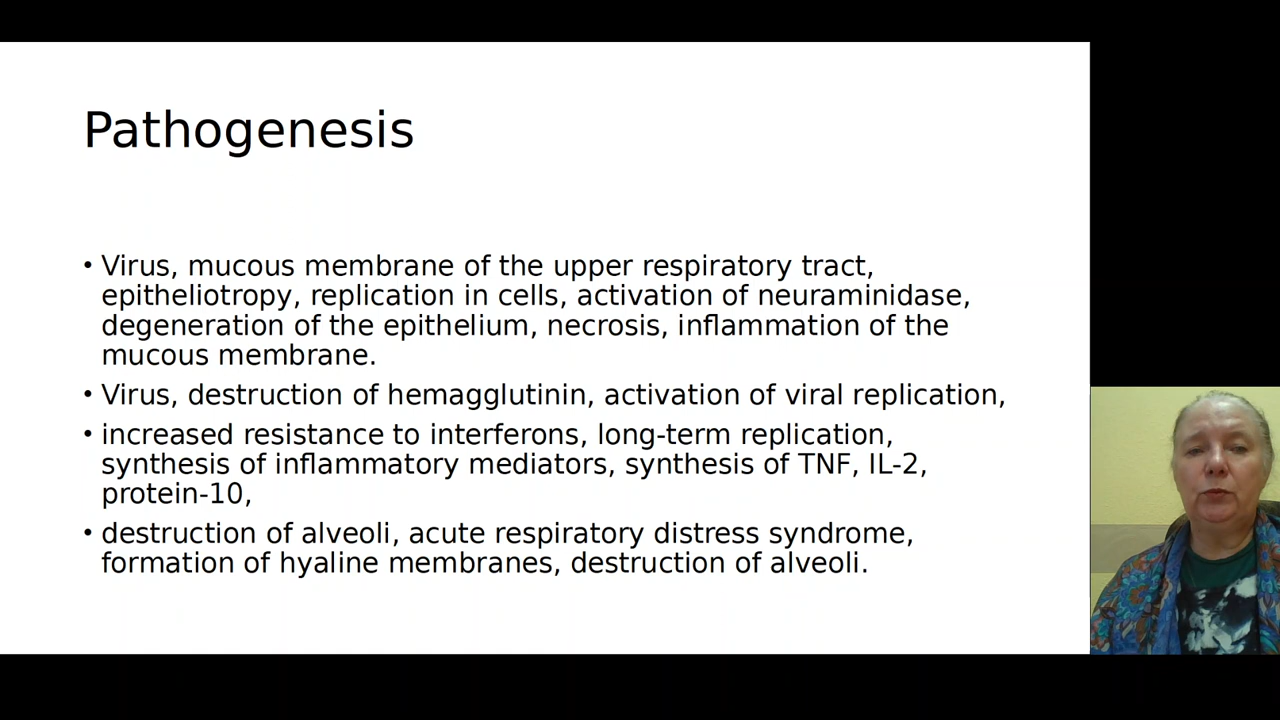 Pathogenesis
• Virus, mucous membrane of the upper respiratory tract,
epitheliotropy, replication in cells, activation of neuraminidase,
degeneration of the epithelium, necrosis, inflammation of the
mucous membrane.
• Virus, destruction of hemagglutinin, activation of viral replication,
• increased resistance to interferons, long-term replication,
synthesis of inflammatory mediators, synthesis of TNF, IL-2,
protein-10,
• destruction of alveoli, acute respiratory distress syndrome,
formation of hyaline membranes, destruction of alveoli.